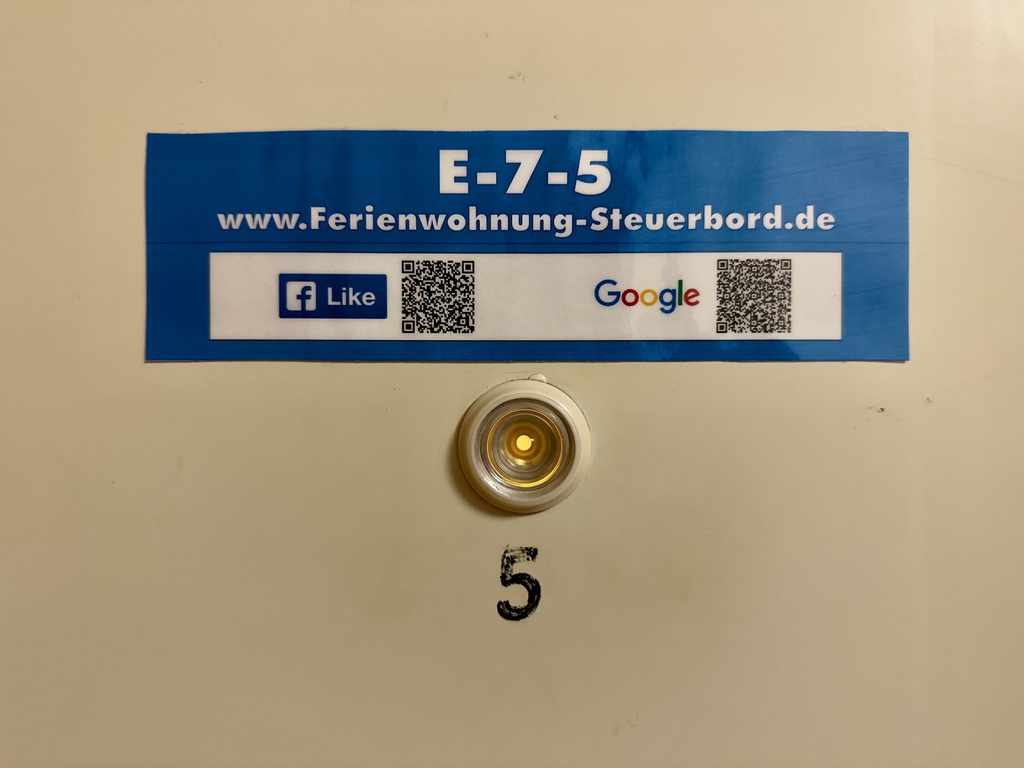 E-7-5
www.Ferienwohnung-Steuerbord.de
f Like Google
5